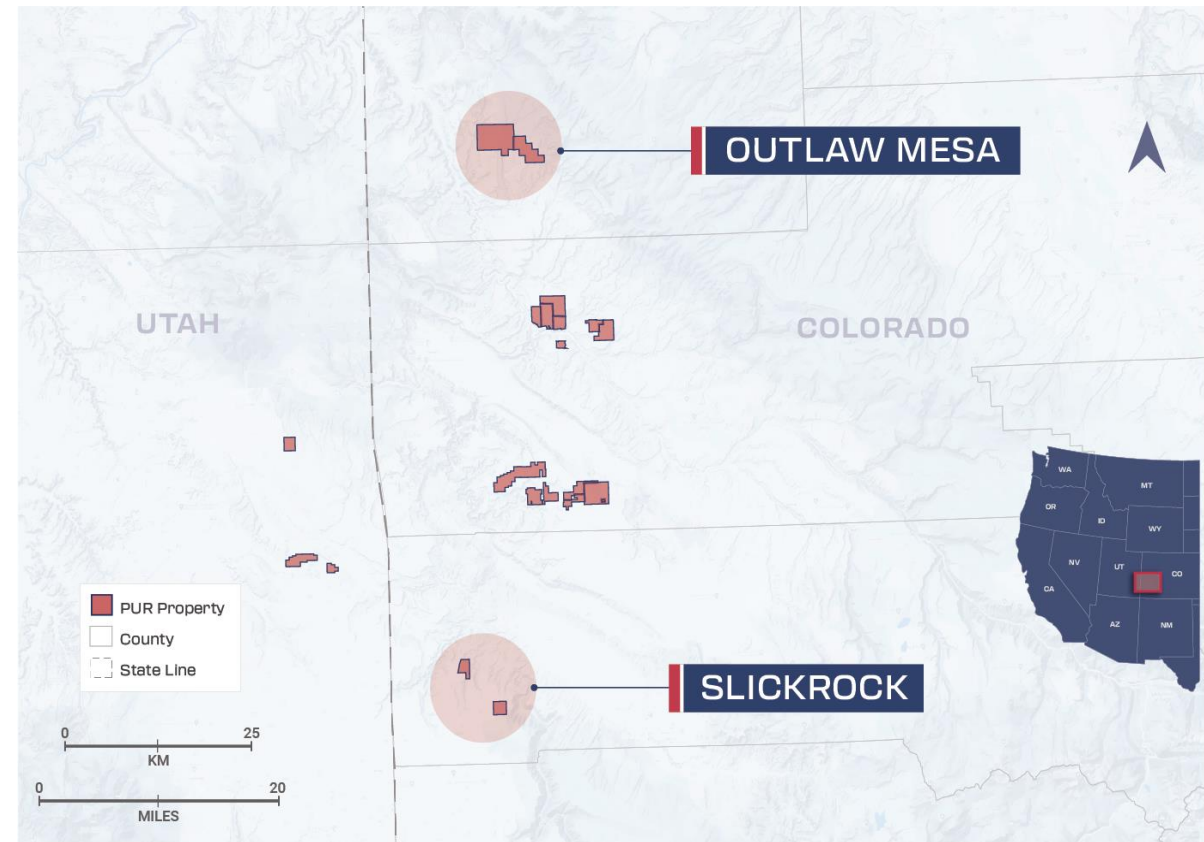 OUTLAW MESA
UTAH
COLORADO
WA
MT
OR
ID
WY
NV
UT
CO
CA
AZ
NM
PUR Property
County
State Line
SLICKROCK
0 25
KM
0 20
MILES